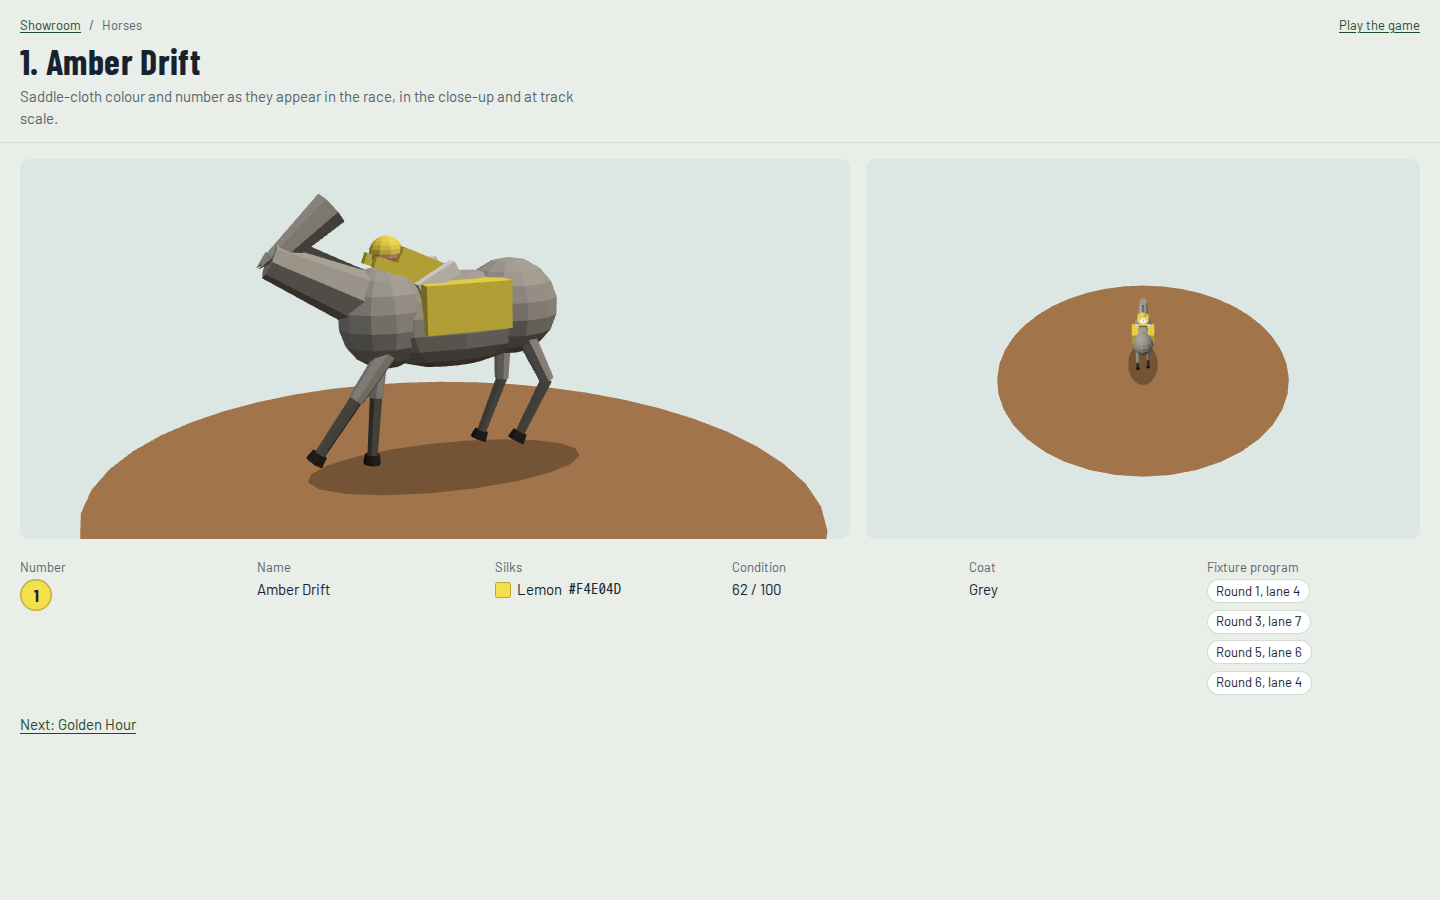 Showroom / Horses
Play the game
1. Amber Drift
Saddle-cloth colour and number as they appear in the race, in the close-up and at track
scale.
Number
1
Name
Amber Drift
Silks
Lemon #F4E04D
Condition
62 / 100
Coat
Grey
Fixture program
Round 1, lane 4
Round 3, lane 7
Round 5, lane 6
Round 6, lane 4
Next: Golden Hour